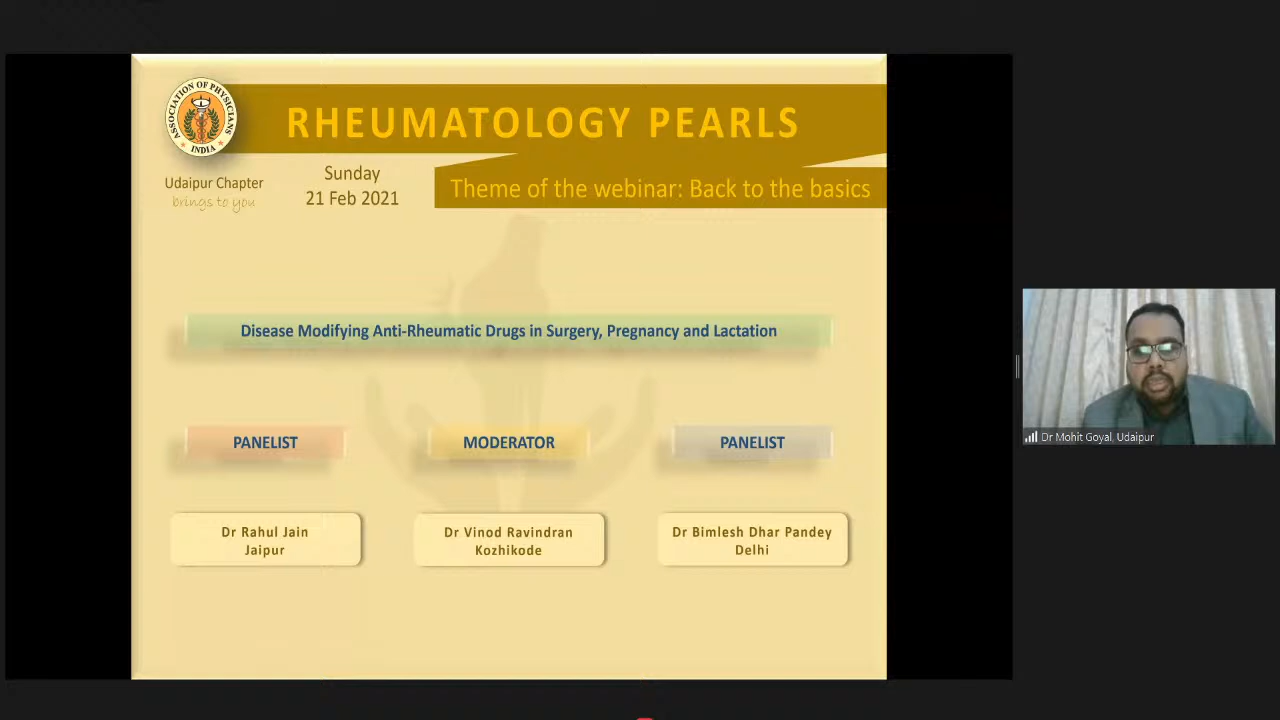 ASSOCIATION OF PHYSICIANS
INDIA
RHEUMATOLOGY PEARLS
Udaipur Chapter
brings to you
Sunday
21 Feb 2021
Theme of the webinar: Back to the basics
Disease Modifying Anti-Rheumatic Drugs in Surgery, Pregnancy and Lactation
PANELIST
MODERATOR
PANELIST
Dr Rahul Jain
Jaipur
Dr Vinod Ravindran
Kozhikode
Dr Bimlesh Dhar Pandey
Delhi
Dr Mohit Goyal, Udaipur